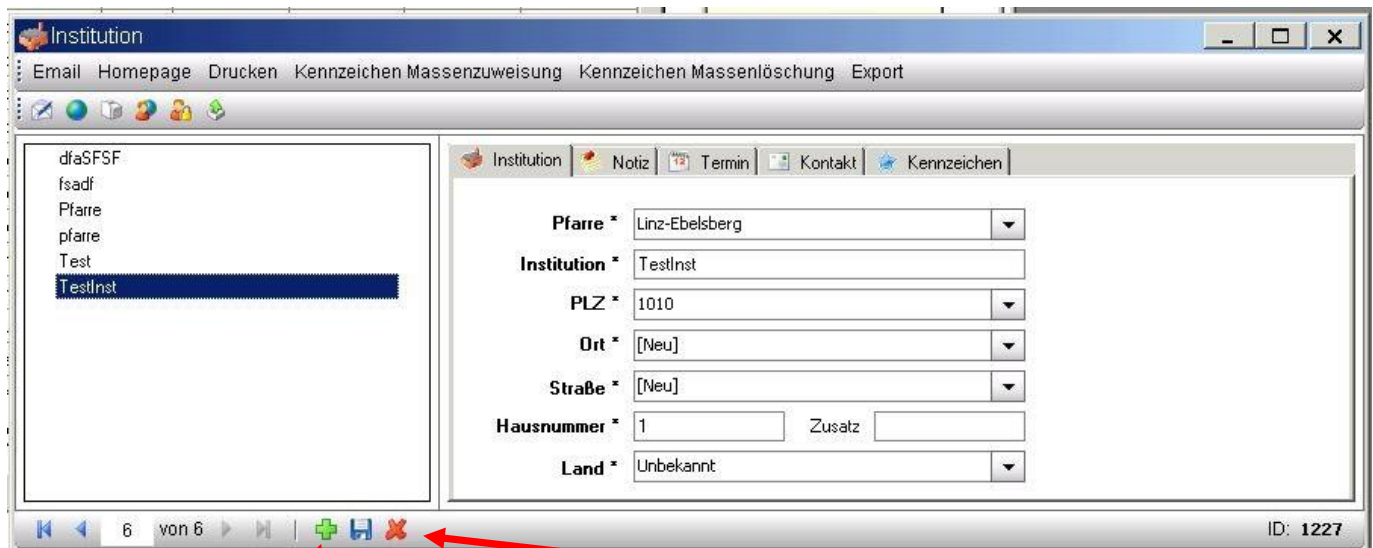 Institution
Email Homepage Drucken Kennzeichen Massenzuweisung Kennzeichen Massenlöschung Export
dfaSFSF
fsadf
Pfarre
pfarre
Test
TestInst
Institution Notiz 12 Termin Kontakt Kennzeichen
Pfarre * Linz-Ebelsberg
Institution * TestInst
PLZ * 1010
Ort * [Neu]
Straße * [Neu]
Hausnummer * 1 Zusatz
Land * Unbekannt
6 von 6 ID: 1227